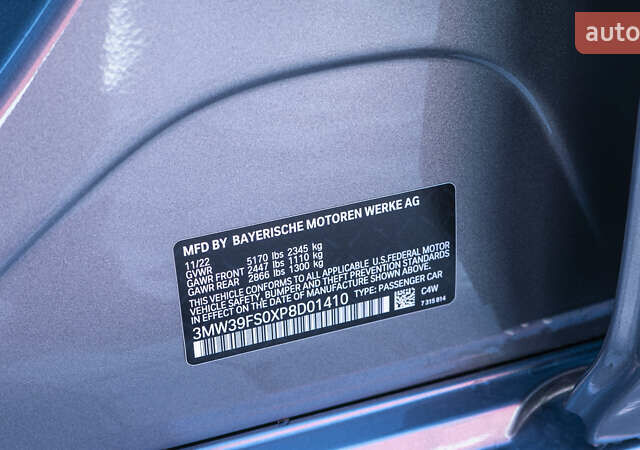 auto
MFD BY BAYERISCHE MOTOREN WERKE AG
11/22
GVWR 5170 lbs 2345 kg
GAWR FRONT 2447 lbs 1110 kg
GAWR REAR 2866 lbs 1300 kg
THIS VEHICLE CONFORMS TO ALL APPLICABLE U.S.FEDERAL MOTOR
VEHICLE SAFETY, BUMPER, AND THEFT PREVENTION STANDARDS
IN EFFECT ON THE DATE OF MANUFACTURE SHOWN ABOVE.
3MW39FS0XP8D01410 TYPE: PASSENGER CAR
C4W
7 315 814